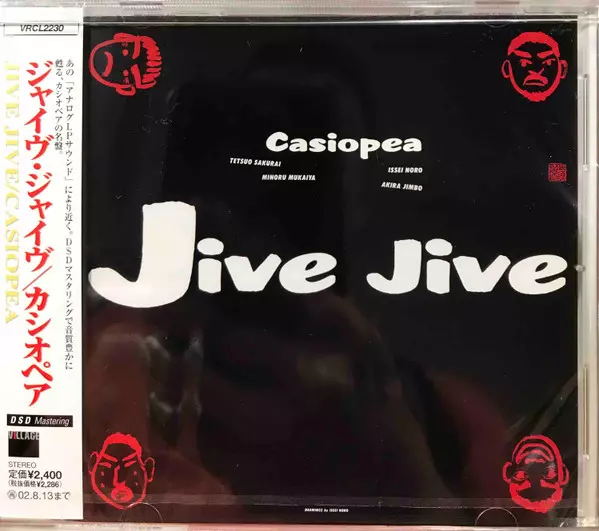 VRCL2230
ジャイヴ・ジャイヴ/カシオペア
JIVE JIVE/CASIOPEA
あの「アナログLPサウンド」により近く。DSDマスタリングで音質豊かに
甦る、カシオペアの名盤。
DSD Mastering
VILLAGE
STEREO
定価¥2,400
(税抜価格¥2,286)
02.8.13まで
Casiopea
TETSUO SAKURAI
ISSEI NORO
MINORU MUKAIYA
AKIRA JIMBO
Jive Jive
DRAWINGS by ISSEI NORO